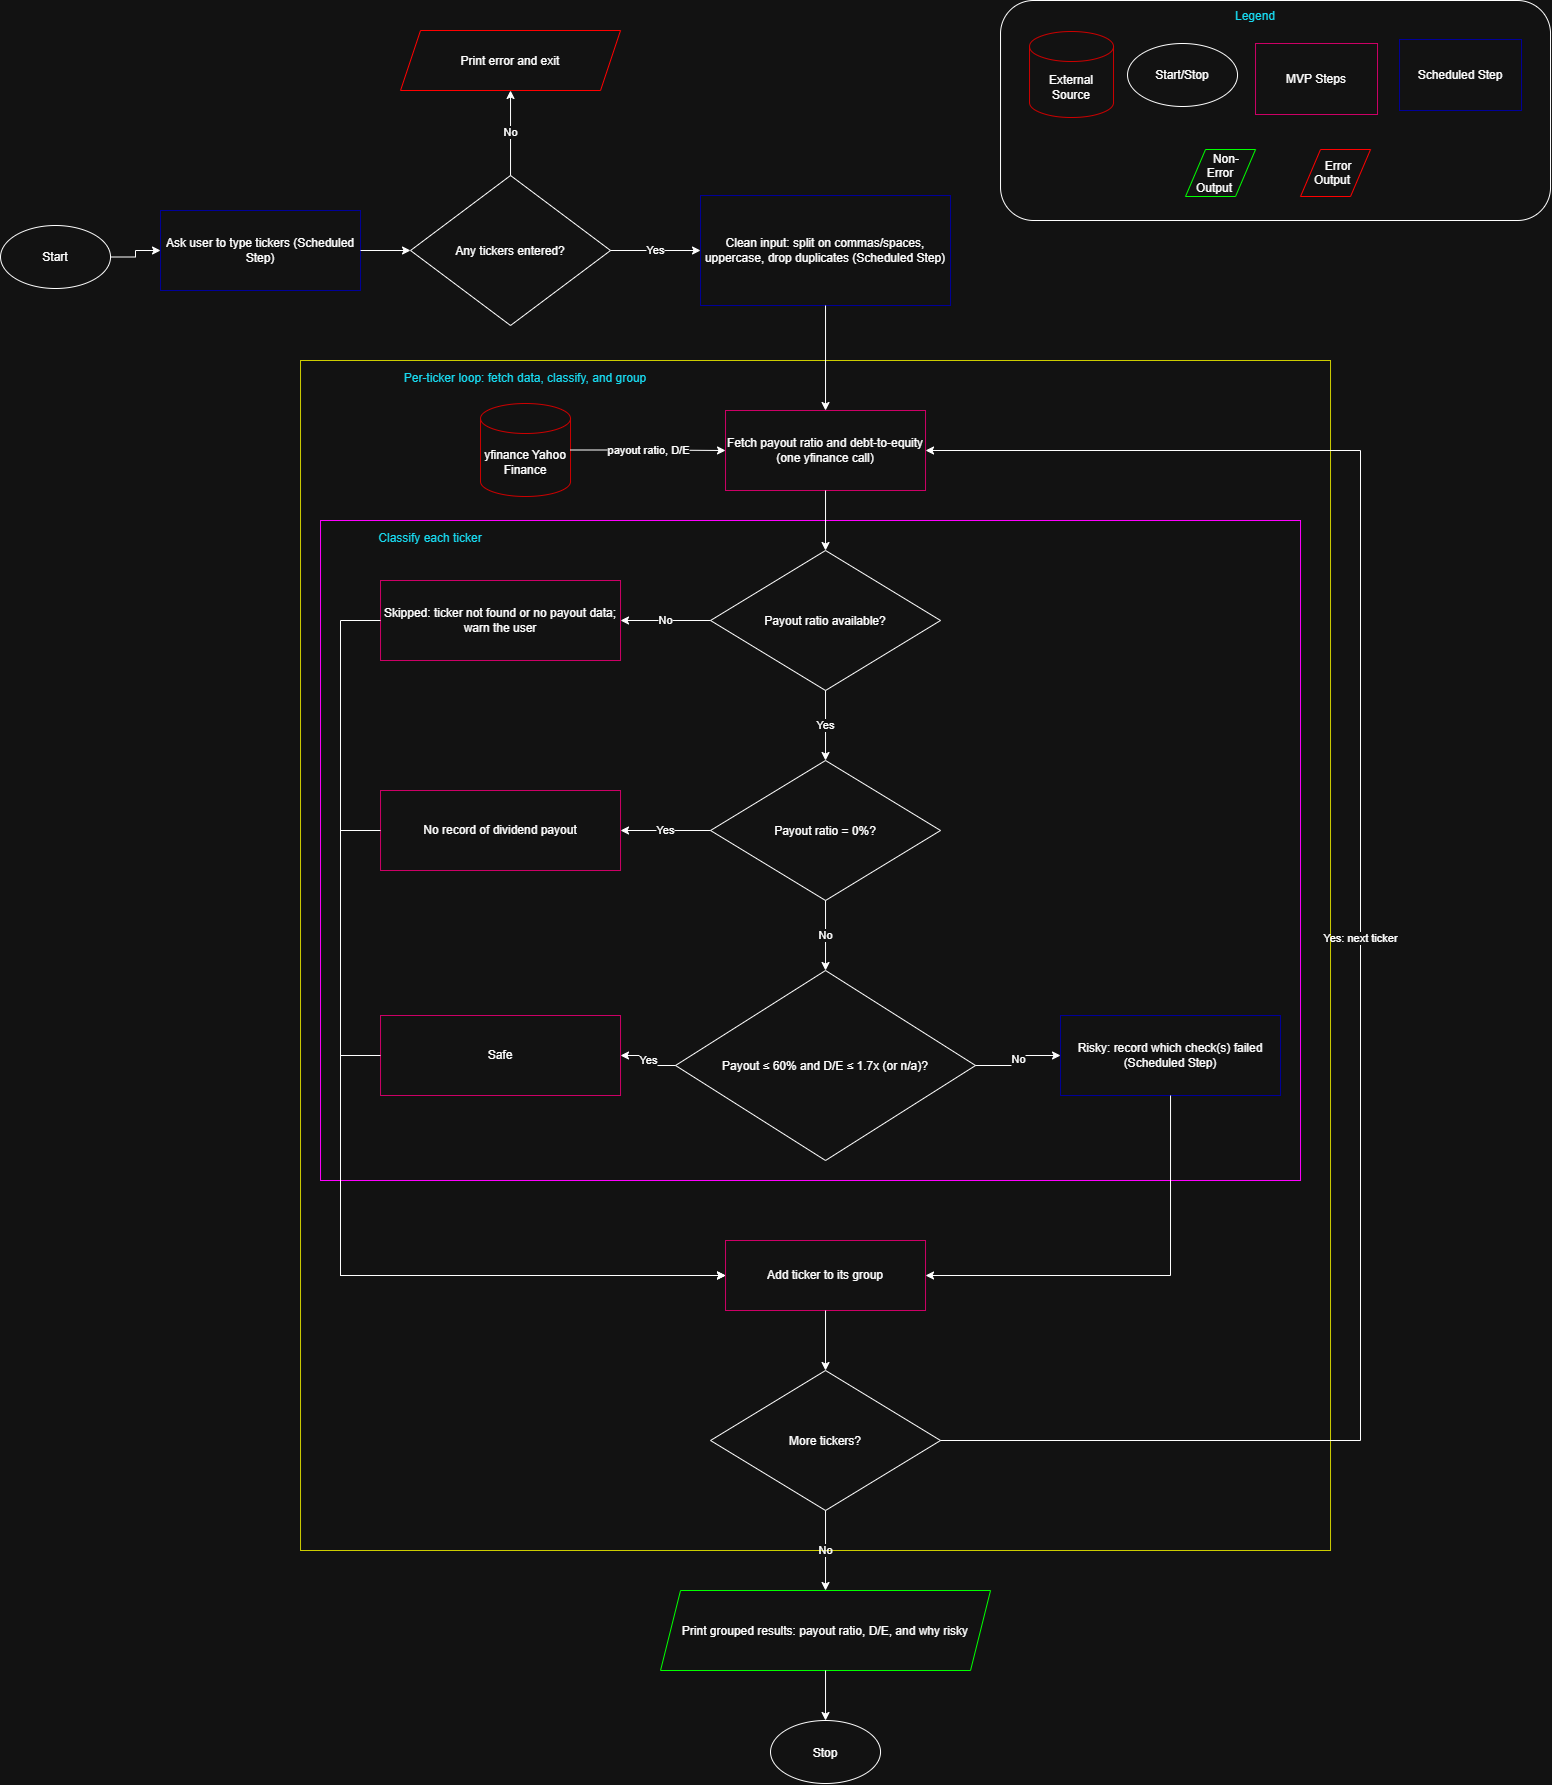 Legend
External
Source
Start/Stop
MVP Steps
Scheduled Step
Non-
Error
Output
Error
Output
Print error and exit
No
Start
Ask user to type tickers (Scheduled
Step)
Any tickers entered?
Yes
Clean input: split on commas/spaces,
uppercase, drop duplicates (Scheduled Step)
Per-ticker loop: fetch data, classify, and group
yfinance Yahoo
Finance
payout ratio, D/E
Fetch payout ratio and debt-to-equity
(one yfinance call)
Classify each ticker
Skipped: ticker not found or no payout data;
warn the user
No
Payout ratio available?
Yes
No record of dividend payout
Yes
Payout ratio = 0%?
No
Yes: next ticker
Safe
Yes
Payout ≤ 60% and D/E ≤ 1.7x (or n/a)?
No
Risky: record which check(s) failed
(Scheduled Step)
Add ticker to its group
More tickers?
No
Print grouped results: payout ratio, D/E, and why risky
Stop